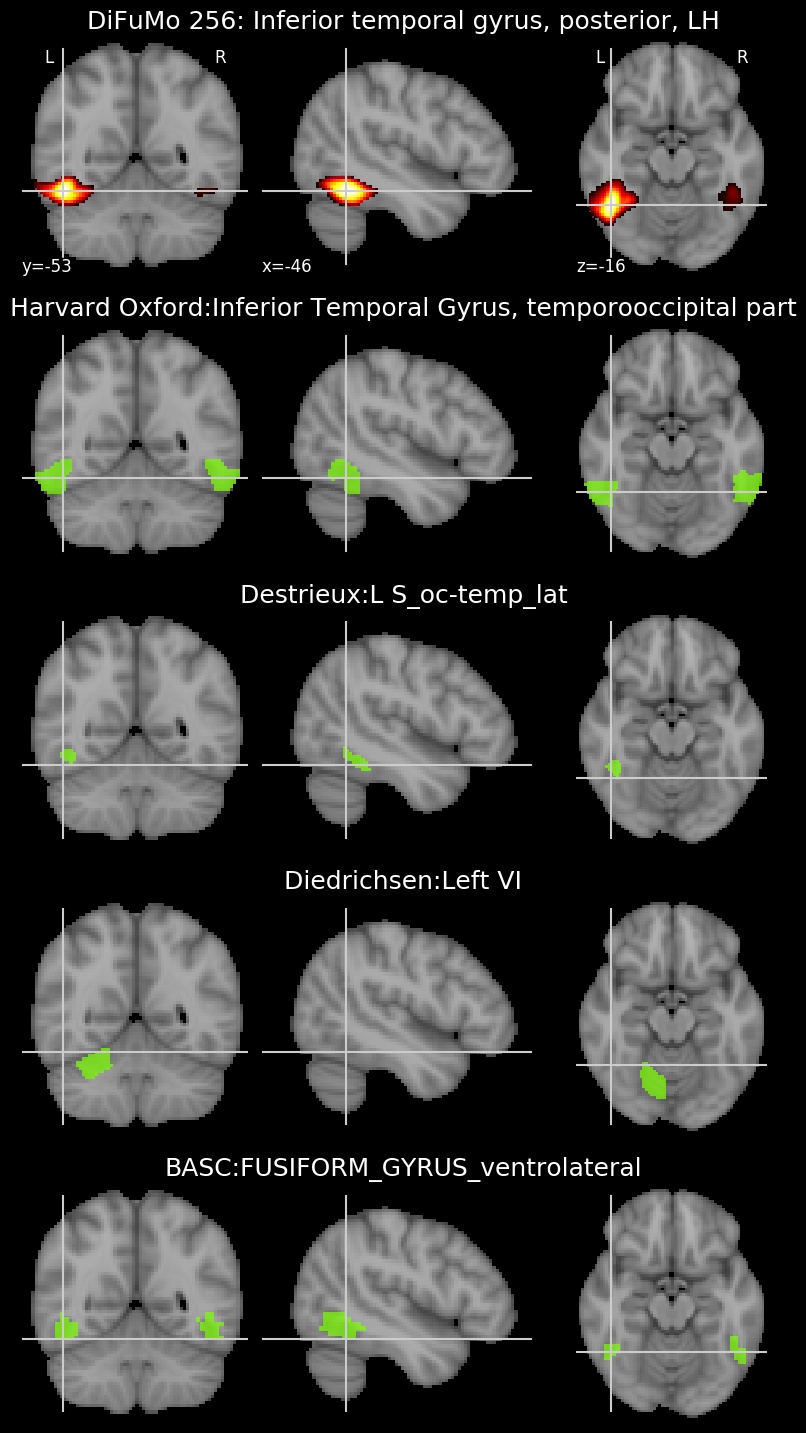 DiFuMo 256: Inferior temporal gyrus, posterior, LH
L R L R
y=-53 x=-46 z=-16
Harvard Oxford:Inferior Temporal Gyrus, temporooccipital part
Destrieux:L S_oc-temp_lat
Diedrichsen:Left VI
BASC:FUSIFORM_GYRUS_ventrolateral